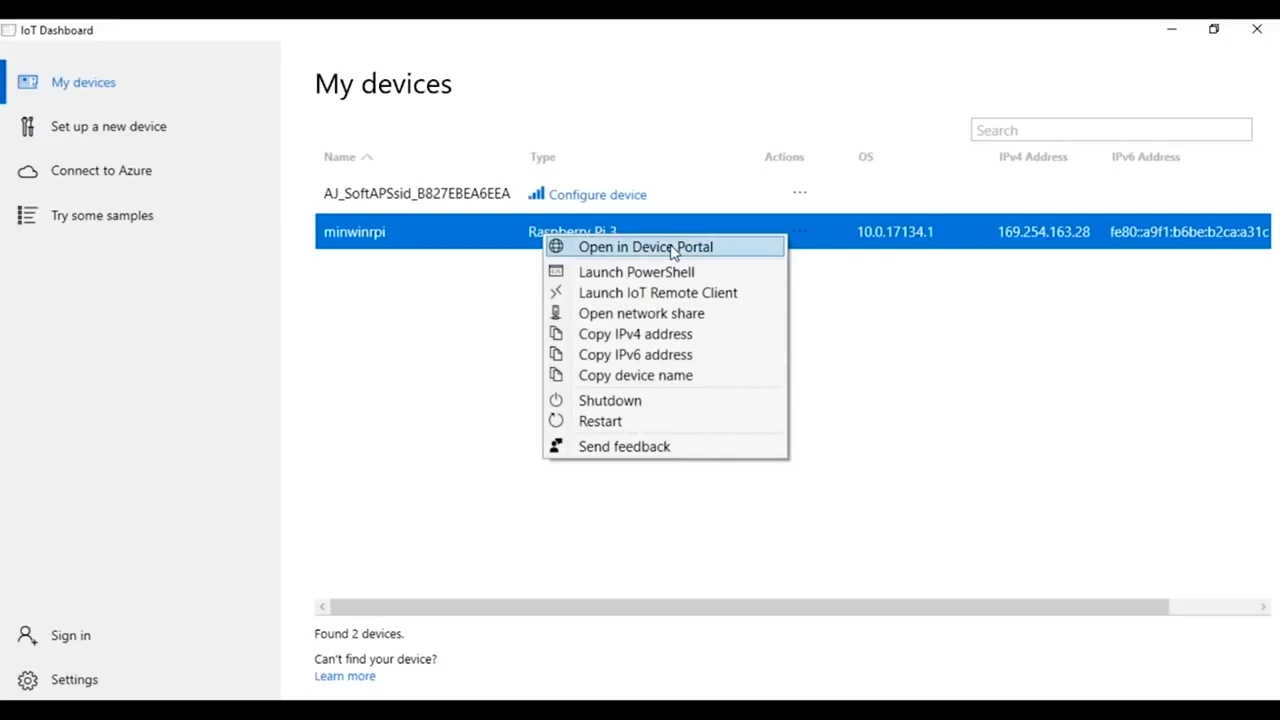 IoT Dashboard
My devices
Set up a new device
Connect to Azure
Try some samples
Sign in
Settings
My devices
Search
Name Type Actions OS IPv4 Address IPv6 Address
AJ_SoftAPSsid_B827EBEA6EEA Configure device ...
minwinrpi Raspberry Pi 3 ... 10.0.17134.1 169.254.163.28 fe80::a9f1:b6be:b2ca:a31c
Open in Device Portal
Launch PowerShell
Launch IoT Remote Client
Open network share
Copy IPv4 address
Copy IPv6 address
Copy device name
Shutdown
Restart
Send feedback
Found 2 devices.
Can't find your device?
Learn more